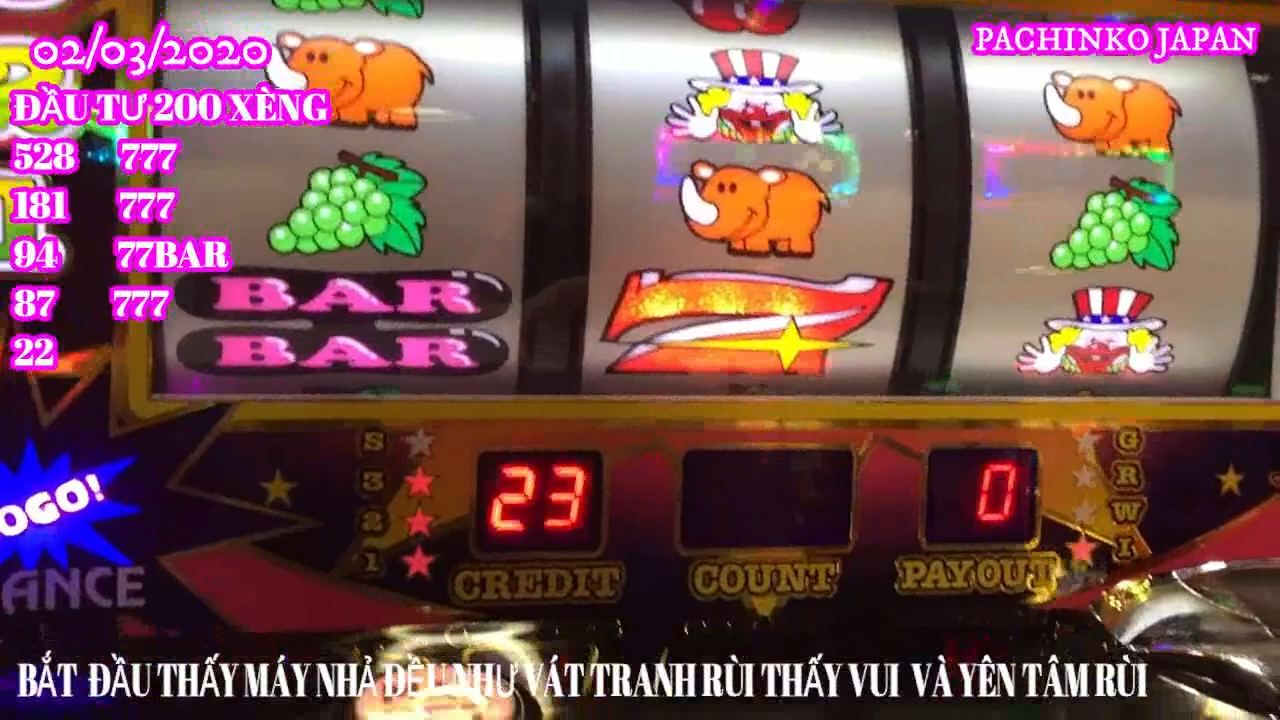 02/03/2020
PACHINKO JAPAN
ĐẦU TƯ 200 XÈNG
528 777
181 777
94 77BAR
87 777
22
BAR
BAR
7
S
3
2
1
23
0
G
R
W
I
OGO!
CREDIT
COUNT
PAYOUT
ANCE
BẮT ĐẦU THẤY MÁY NHẢ ĐỀU NHƯ VÁT TRANH RÙI THẤY VUI VÀ YÊN TÂM RÙI